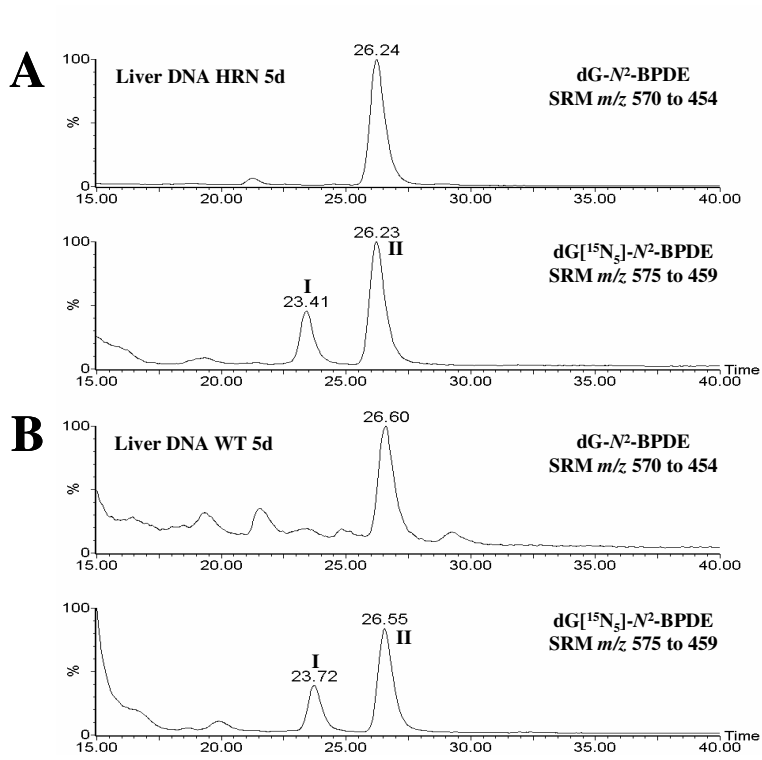 A
Liver DNA HRN 5d
26.24
dG-N²-BPDE
SRM m/z 570 to 454
100
%
0
15.00 20.00 25.00 30.00 35.00 40.00
26.23
II
dG[¹⁵N₅]-N²-BPDE
SRM m/z 575 to 459
I
23.41
100
%
0
15.00 20.00 25.00 30.00 35.00 40.00
Time
B
Liver DNA WT 5d
26.60
dG-N²-BPDE
SRM m/z 570 to 454
100
%
0
15.00 20.00 25.00 30.00 35.00 40.00
26.55
II
dG[¹⁵N₅]-N²-BPDE
SRM m/z 575 to 459
I
23.72
100
%
0
15.00 20.00 25.00 30.00 35.00 40.00
Time